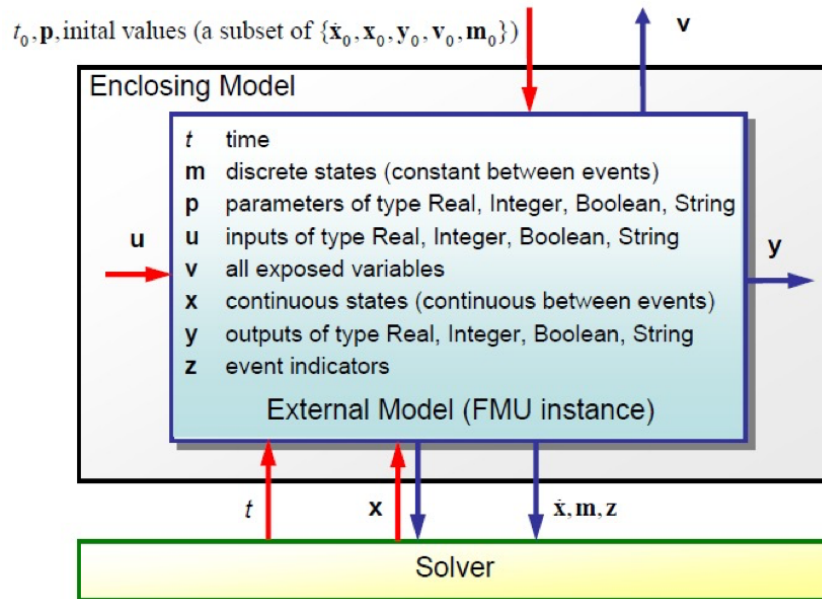 t₀, p, inital values (a subset of {ẋ₀, x₀, y₀, v₀, m₀})
v
Enclosing Model
t time
m discrete states (constant between events)
p parameters of type Real, Integer, Boolean, String
u
u inputs of type Real, Integer, Boolean, String
y
v all exposed variables
x continuous states (continuous between events)
y outputs of type Real, Integer, Boolean, String
z event indicators
External Model (FMU instance)
t
x
ẋ, m, z
Solver